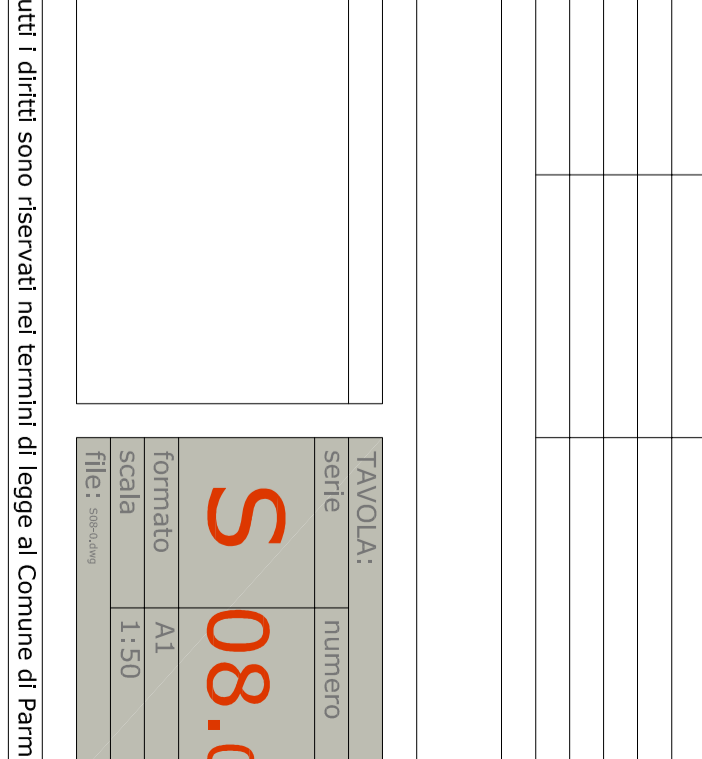 TAVOLA:
serie numero
S 08.
formato A1
scala 1:50
file: S08-0.dwg
utti i diritti sono riservati nei termini di legge al Comune di Parm